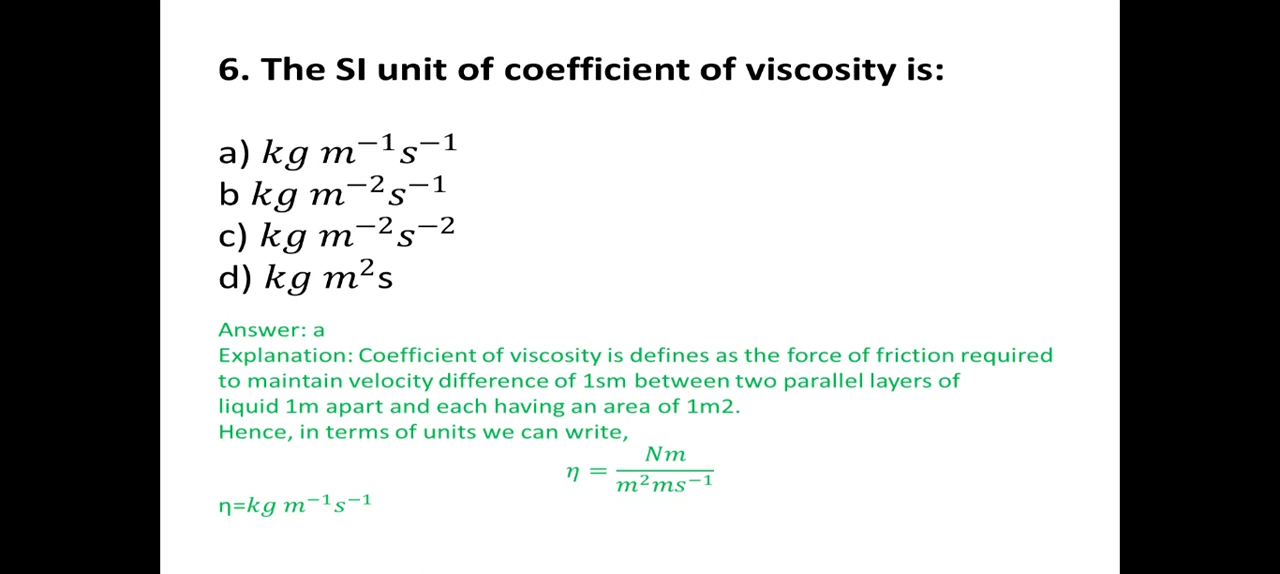 6. The SI unit of coefficient of viscosity is:
a) kg m⁻¹s⁻¹
b kg m⁻²s⁻¹
c) kg m⁻²s⁻²
d) kg m²s
Answer: a
Explanation: Coefficient of viscosity is defines as the force of friction required
to maintain velocity difference of 1sm between two parallel layers of
liquid 1m apart and each having an area of 1m2.
Hence, in terms of units we can write,
η = Nm / m²ms⁻¹
η=kg m⁻¹s⁻¹